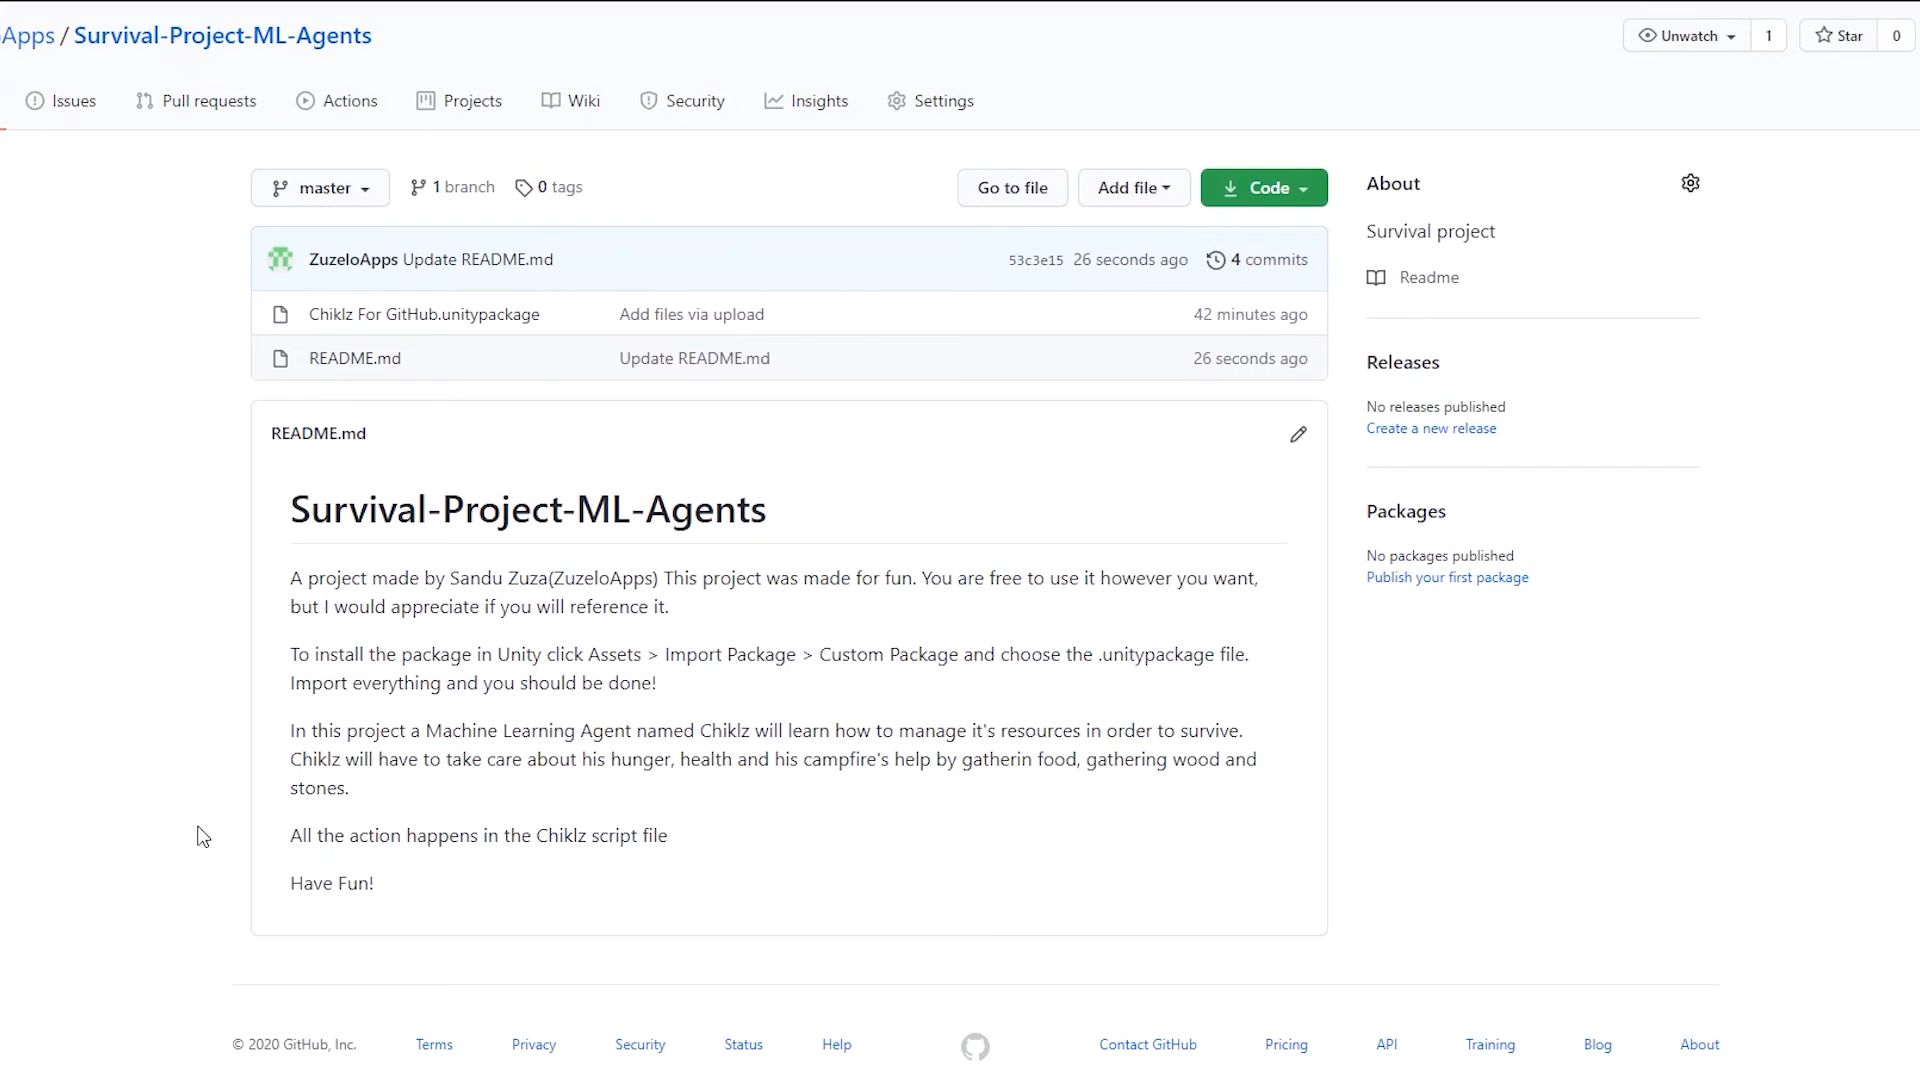 Apps / Survival-Project-ML-Agents
Unwatch 1
Star 0
Issues
Pull requests
Actions
Projects
Wiki
Security
Insights
Settings
master
1 branch
0 tags
Go to file
Add file
Code
ZuzeloApps Update README.md
53c3e15 26 seconds ago
4 commits
Chiklz For GitHub.unitypackage
Add files via upload
42 minutes ago
README.md
Update README.md
26 seconds ago
README.md
Survival-Project-ML-Agents
A project made by Sandu Zuza(ZuzeloApps) This project was made for fun. You are free to use it however you want,
but I would appreciate if you will reference it.
To install the package in Unity click Assets > Import Package > Custom Package and choose the .unitypackage file.
Import everything and you should be done!
In this project a Machine Learning Agent named Chiklz will learn how to manage it's resources in order to survive.
Chiklz will have to take care about his hunger, health and his campfire's help by gatherin food, gathering wood and
stones.
All the action happens in the Chiklz script file
Have Fun!
About
Survival project
Readme
Releases
No releases published
Create a new release
Packages
No packages published
Publish your first package
© 2020 GitHub, Inc.
Terms
Privacy
Security
Status
Help
Contact GitHub
Pricing
API
Training
Blog
About